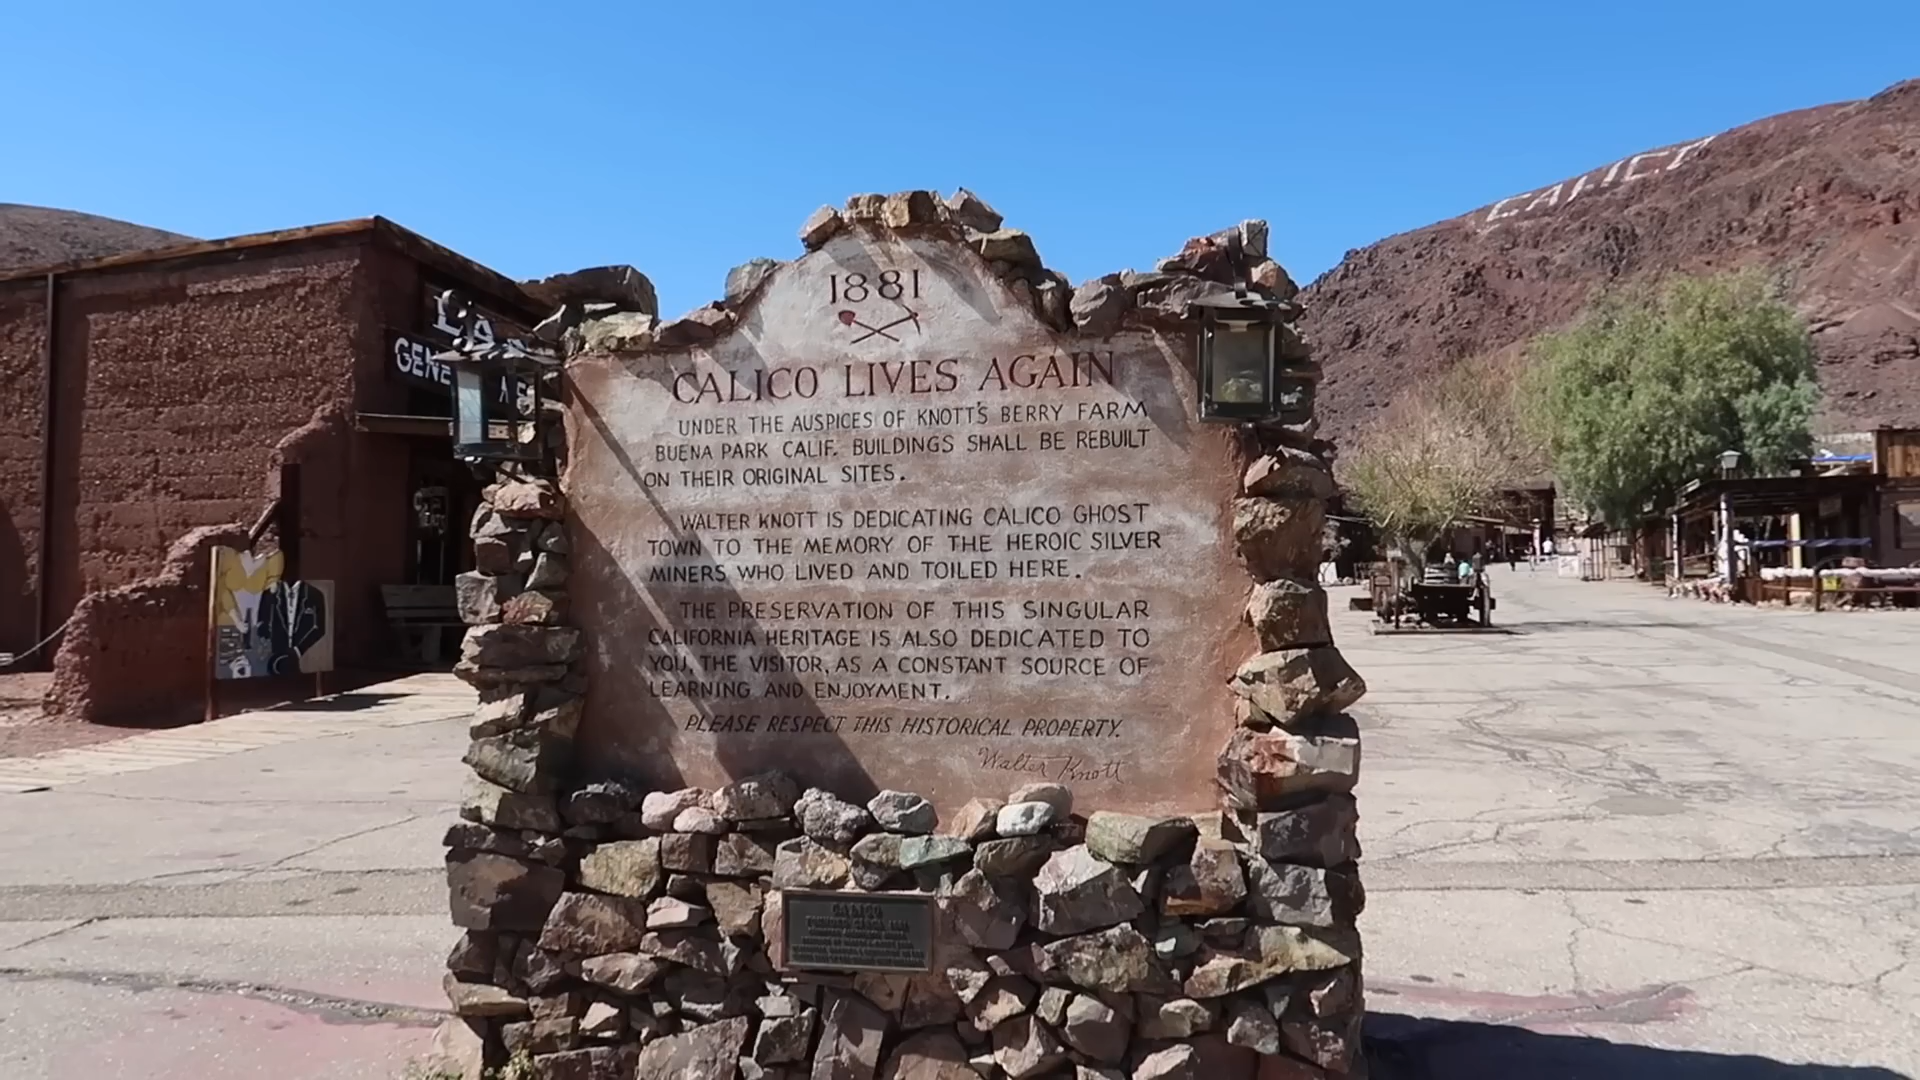 CALICO
1881
CALICO LIVES AGAIN
UNDER THE AUSPICES OF KNOTT'S BERRY FARM
BUENA PARK CALIF. BUILDINGS SHALL BE REBUILT
ON THEIR ORIGINAL SITES.
WALTER KNOTT IS DEDICATING CALICO GHOST
TOWN TO THE MEMORY OF THE HEROIC SILVER
MINERS WHO LIVED AND TOILED HERE.
THE PRESERVATION OF THIS SINGULAR
CALIFORNIA HERITAGE IS ALSO DEDICATED TO
YOU, THE VISITOR, AS A CONSTANT SOURCE OF
LEARNING AND ENJOYMENT.
PLEASE RESPECT THIS HISTORICAL PROPERTY.
Walter Knott
CALICO